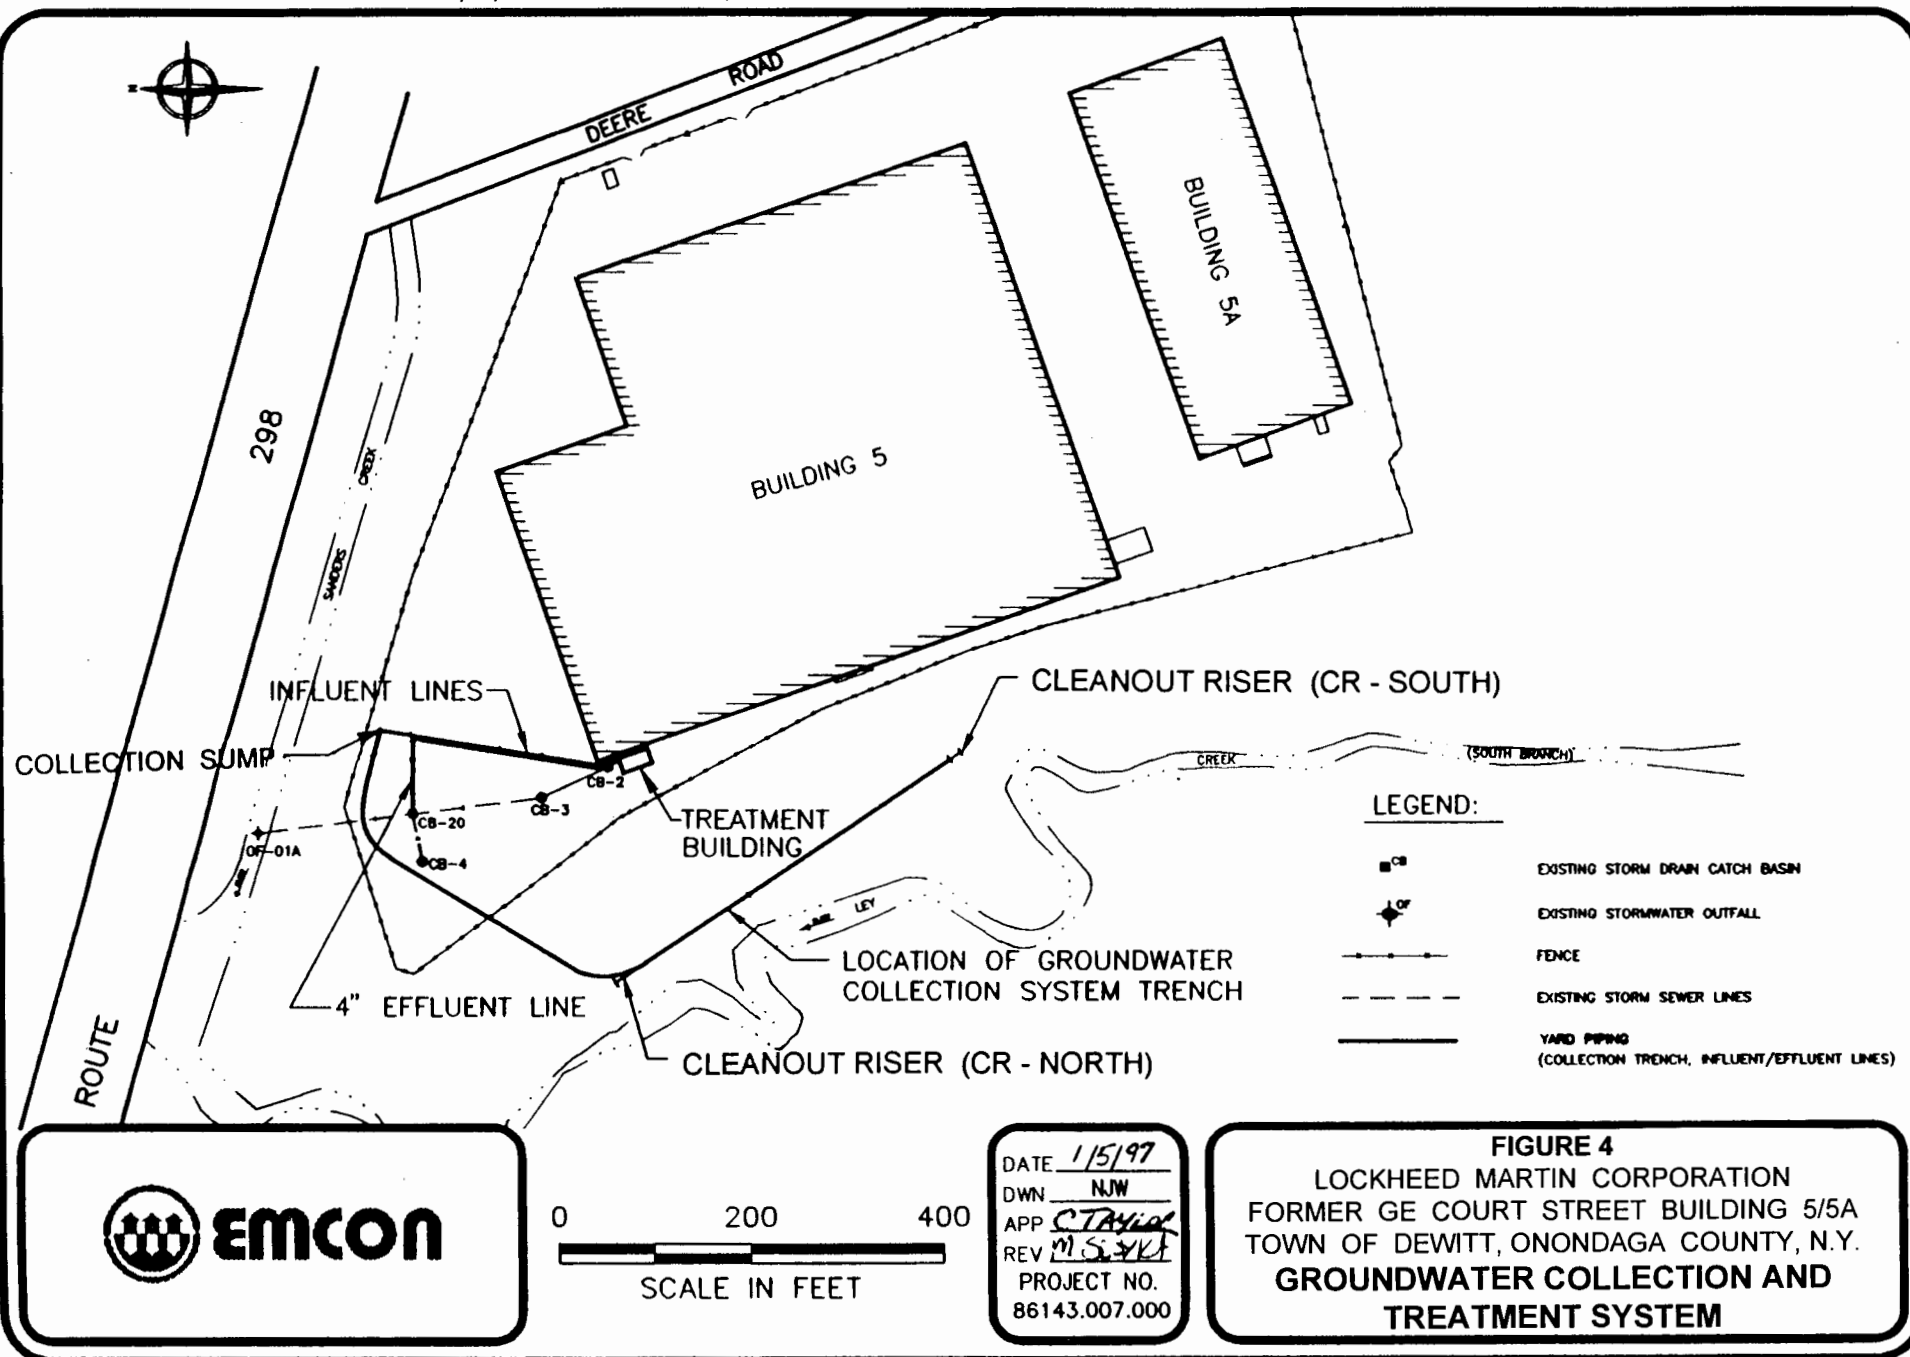 N
DEERE ROAD
BUILDING 5A
BUILDING 5
298
ROUTE
SANDERS CREEK
INFLUENT LINES
COLLECTION SUMP
CLEANOUT RISER (CR - SOUTH)
CB-2
CB-3
CB-20
CB-4
OF-01A
TREATMENT
BUILDING
CREEK
(SOUTH BRANCH)
LEY
LOCATION OF GROUNDWATER
COLLECTION SYSTEM TRENCH
4" EFFLUENT LINE
CLEANOUT RISER (CR - NORTH)
LEGEND:
CB
EXISTING STORM DRAIN CATCH BASIN
OF
EXISTING STORMWATER OUTFALL
FENCE
EXISTING STORM SEWER LINES
YARD PIPING
(COLLECTION TRENCH, INFLUENT/EFFLUENT LINES)
EMCON
0 200 400
SCALE IN FEET
DATE 1/5/97
DWN NJW
APP C TAYLOR
REV
PROJECT NO.
86143.007.000
FIGURE 4
LOCKHEED MARTIN CORPORATION
FORMER GE COURT STREET BUILDING 5/5A
TOWN OF DEWITT, ONONDAGA COUNTY, N.Y.
GROUNDWATER COLLECTION AND
TREATMENT SYSTEM